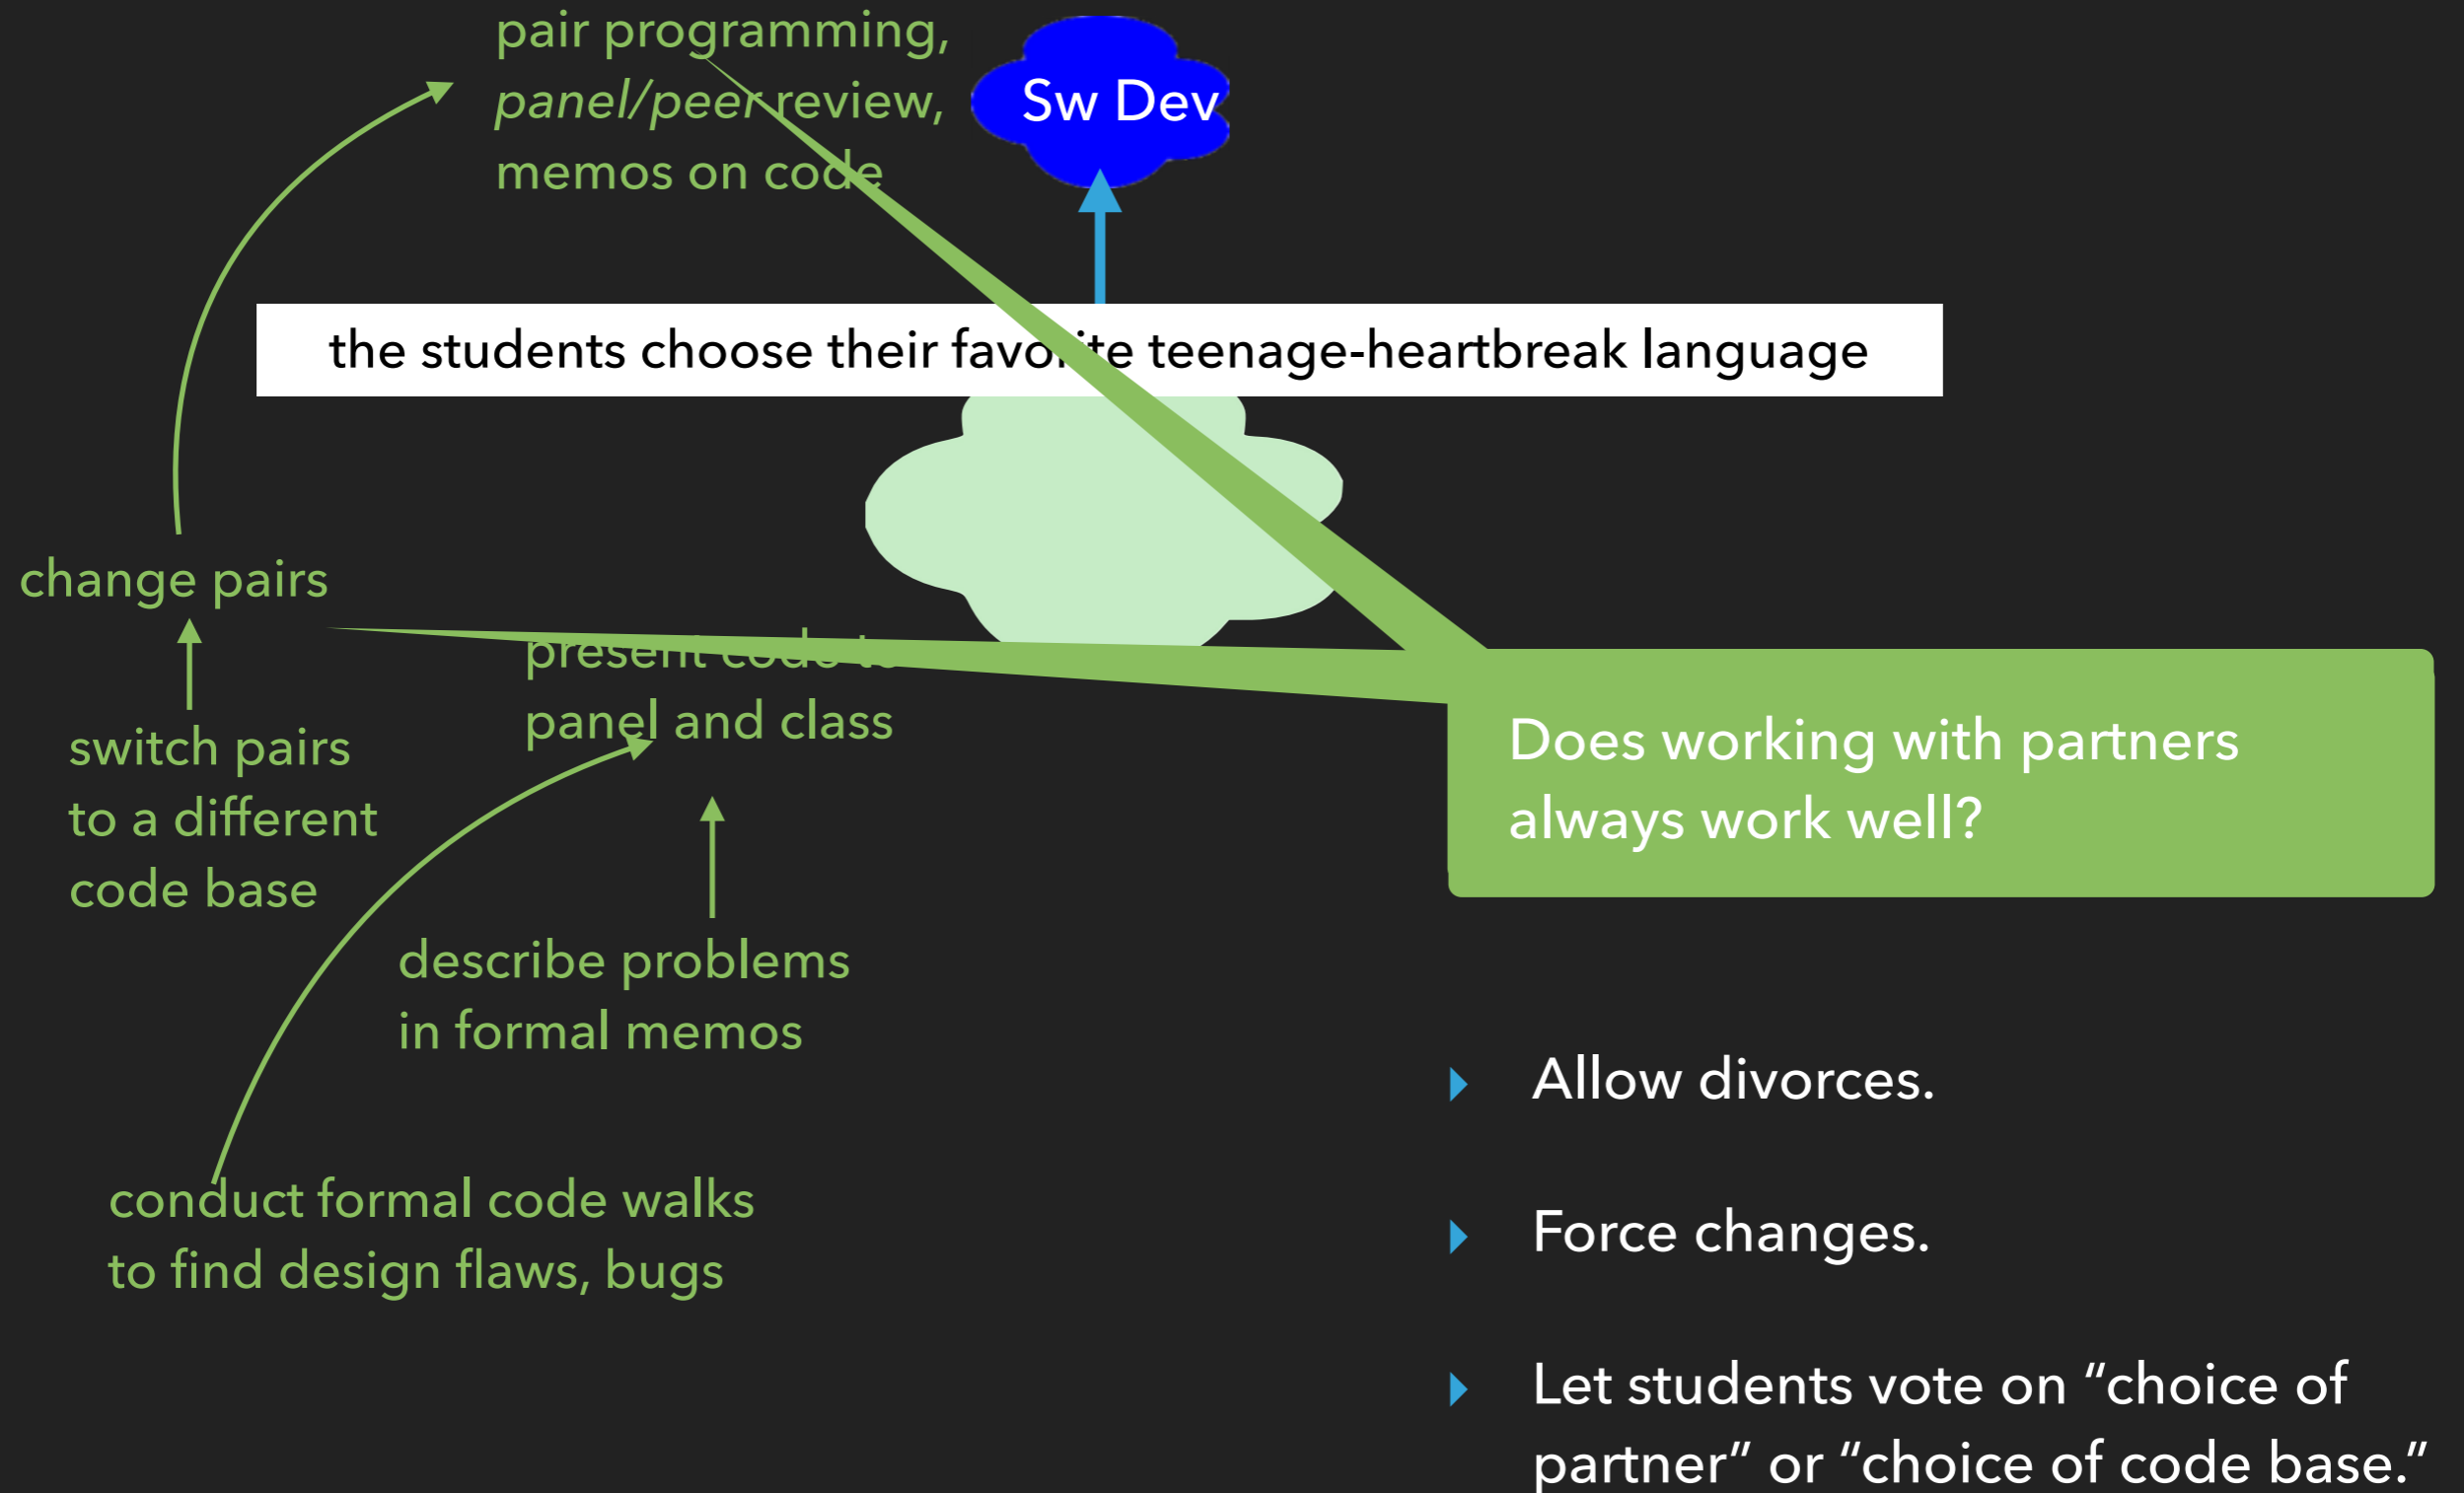 pair programming,
panel/peer review,
memos on code
Sw Dev
the students choose their favorite teenage-heartbreak language
change pairs
present code to
panel and class
switch pairs
to a different
code base
Does working with partners
always work well?
describe problems
in formal memos
conduct formal code walks
to find design flaws, bugs
Allow divorces.
Force changes.
Let students vote on “choice of
partner” or “choice of code base.”